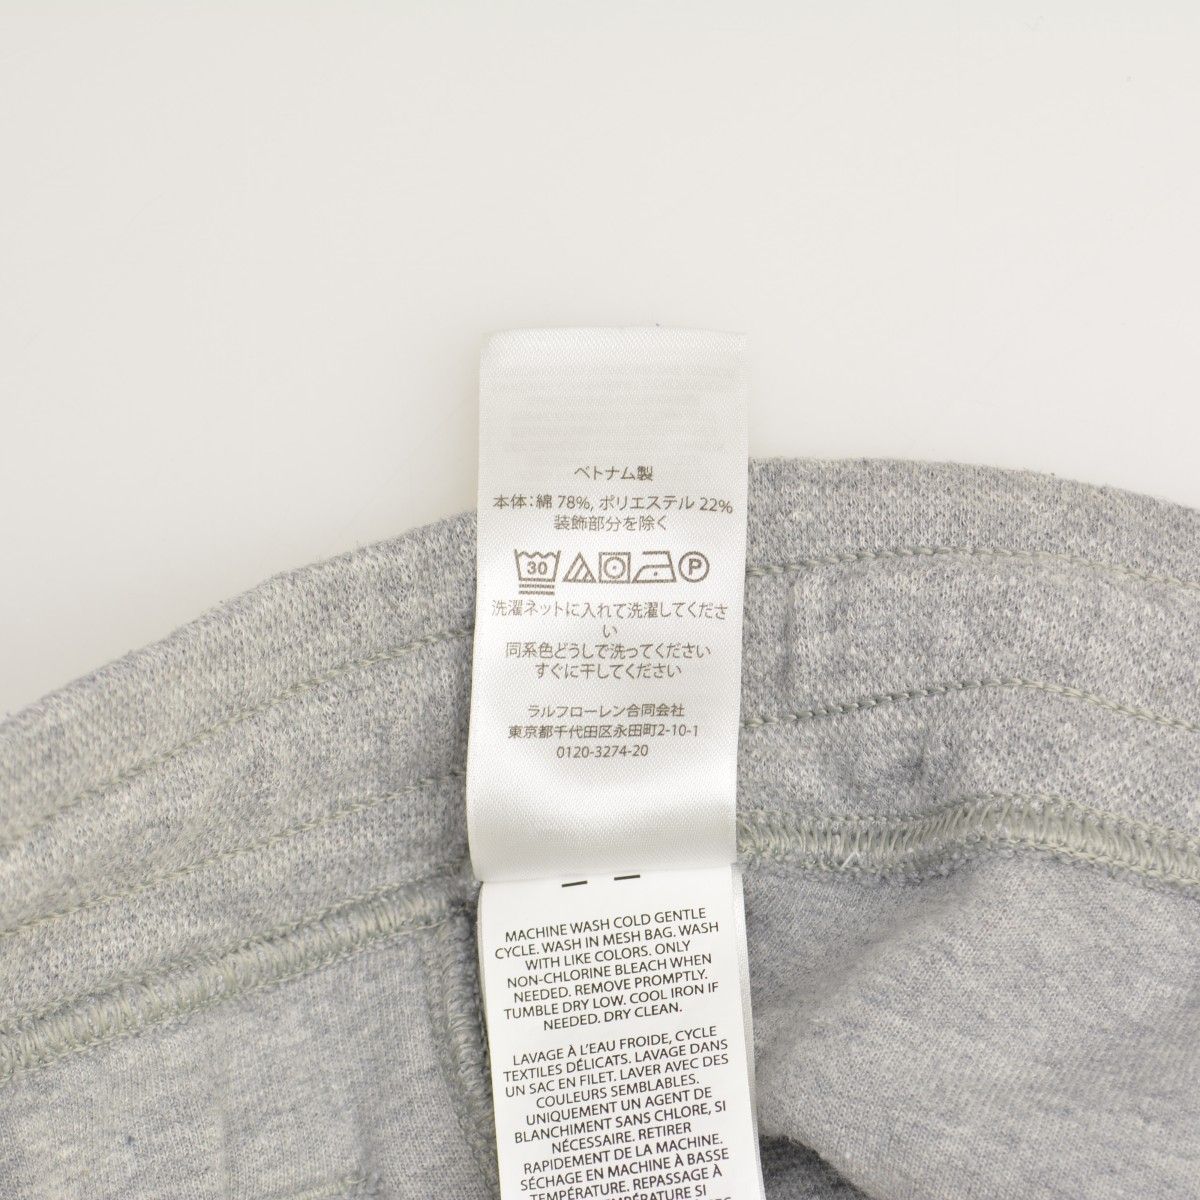 ベトナム製
本体：綿 78%, ポリエステル 22%
装飾部分を除く
30 P
洗濯ネットに入れて洗濯してくださ
い
同系色どうしで洗ってください
すぐに干してください
ラルフローレン合同会社
東京都千代田区永田町2-10-1
0120-3274-20
MACHINE WASH COLD GENTLE
CYCLE. WASH IN MESH BAG. WASH
WITH LIKE COLORS. ONLY
NON-CHLORINE BLEACH WHEN
NEEDED. REMOVE PROMPTLY.
TUMBLE DRY LOW. COOL IRON IF
NEEDED. DRY CLEAN.
LAVAGE À L'EAU FROIDE, CYCLE
TEXTILES DÉLICATS. LAVAGE DANS
UN SAC EN FILET. LAVER AVEC DES
COULEURS SEMBLABLES.
UNIQUEMENT UN AGENT DE
BLANCHIMENT SANS CHLORE, SI
NÉCESSAIRE. RETIRER
RAPIDEMENT DE LA MACHINE.
SÉCHAGE EN MACHINE À BASSE
TEMPÉRATURE. REPASSAGE À
TEMPÉRATURE SI